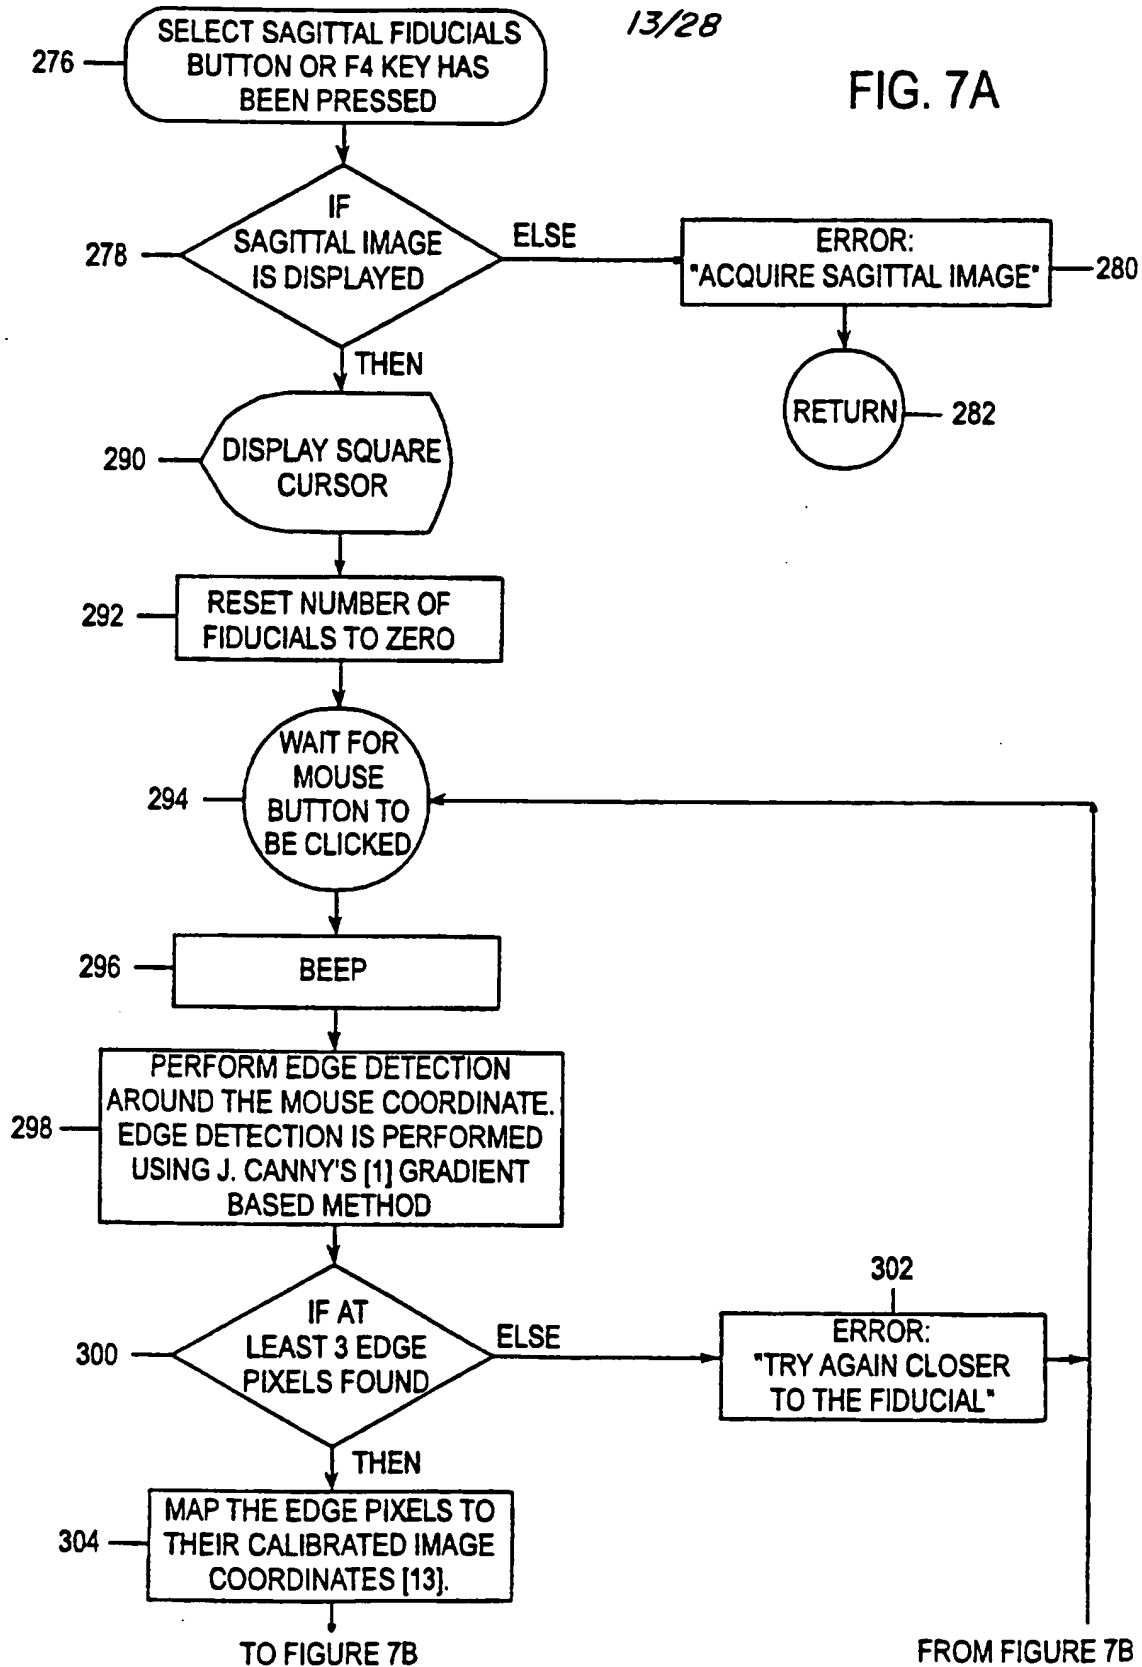 13/28
FIG. 7A
276
SELECT SAGITTAL FIDUCIALS
BUTTON OR F4 KEY HAS
BEEN PRESSED
278
IF
SAGITTAL IMAGE
IS DISPLAYED
ELSE
ERROR:
"ACQUIRE SAGITTAL IMAGE"
280
THEN
RETURN
282
290
DISPLAY SQUARE
CURSOR
292
RESET NUMBER OF
FIDUCIALS TO ZERO
294
WAIT FOR
MOUSE
BUTTON TO
BE CLICKED
296
BEEP
298
PERFORM EDGE DETECTION
AROUND THE MOUSE COORDINATE.
EDGE DETECTION IS PERFORMED
USING J. CANNY'S [1] GRADIENT
BASED METHOD
300
IF AT
LEAST 3 EDGE
PIXELS FOUND
ELSE
302
ERROR:
"TRY AGAIN CLOSER
TO THE FIDUCIAL"
THEN
304
MAP THE EDGE PIXELS TO
THEIR CALIBRATED IMAGE
COORDINATES [13].
TO FIGURE 7B
FROM FIGURE 7B